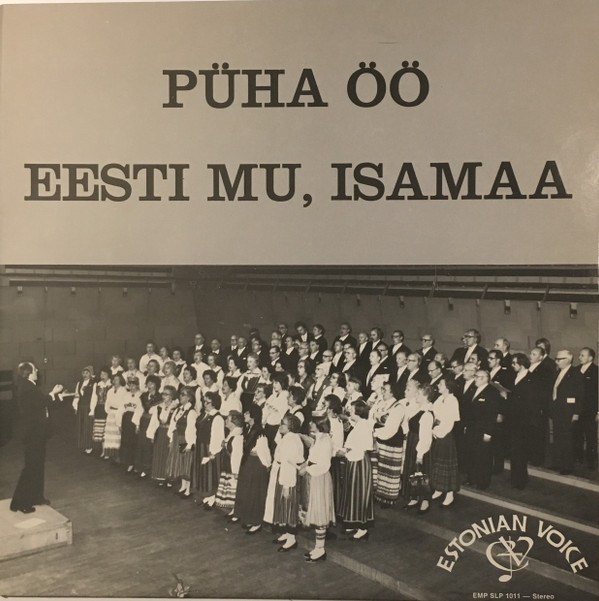 PÜHA ÖÖ
EESTI MU, ISAMAA
ESTONIAN VOICE
EMP SLP 1011 — Stereo